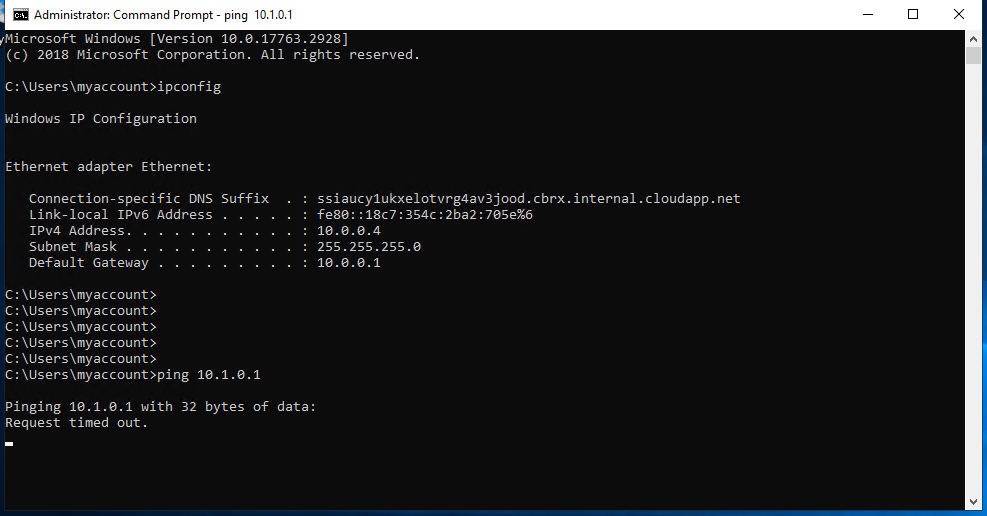 Administrator: Command Prompt - ping 10.1.0.1
Microsoft Windows [Version 10.0.17763.2928]
(c) 2018 Microsoft Corporation. All rights reserved.
C:\Users\myaccount>ipconfig
Windows IP Configuration
Ethernet adapter Ethernet:
Connection-specific DNS Suffix . : ssiaucy1ukxelotvrg4av3jood.cbrx.internal.cloudapp.net
Link-local IPv6 Address . . . . . : fe80::18c7:354c:2ba2:705e%6
IPv4 Address. . . . . . . . . . . : 10.0.0.4
Subnet Mask . . . . . . . . . . . : 255.255.255.0
Default Gateway . . . . . . . . . : 10.0.0.1
C:\Users\myaccount>
C:\Users\myaccount>
C:\Users\myaccount>
C:\Users\myaccount>
C:\Users\myaccount>
C:\Users\myaccount>ping 10.1.0.1
Pinging 10.1.0.1 with 32 bytes of data:
Request timed out.